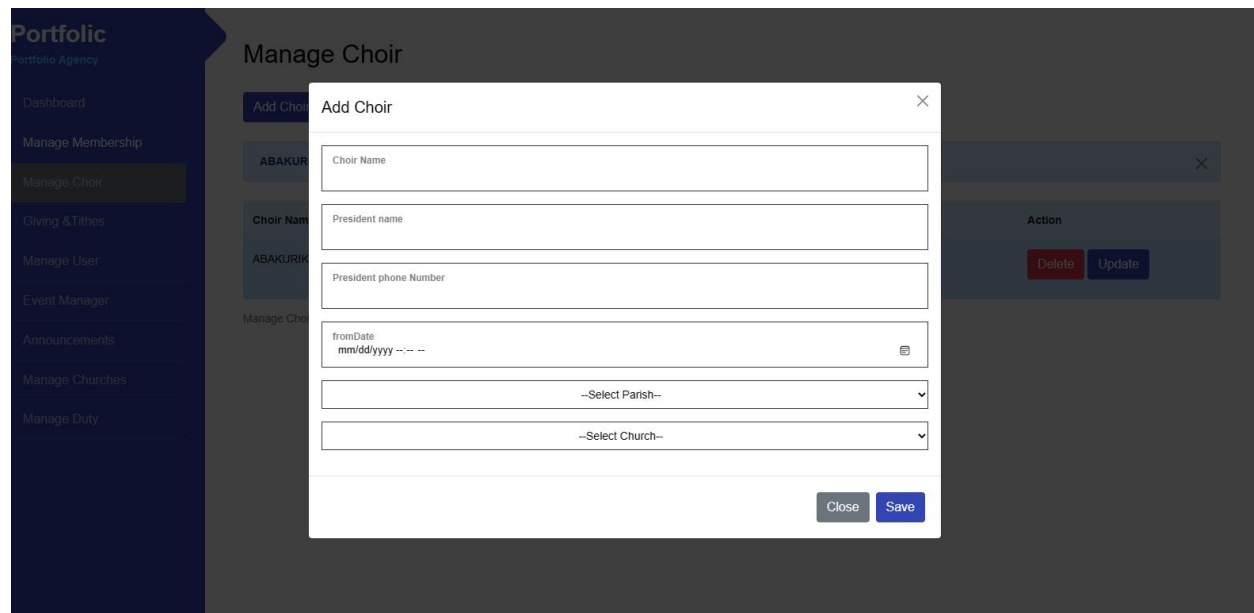 Portfolic
Portfolio Agency
Dashboard
Manage Membership
Manage Choir
Giving &Tithes
Manage User
Event Manager
Announcements
Manage Churches
Manage Duty
Manage Choir
Add Choir
ABAKUR
Choir Nam
Action
ABAKURIK
Delete
Update
Manage Choi
Add Choir
Choir Name
President name
President phone Number
fromDate
mm/dd/yyyy --:-- --
--Select Parish--
--Select Church--
Close
Save